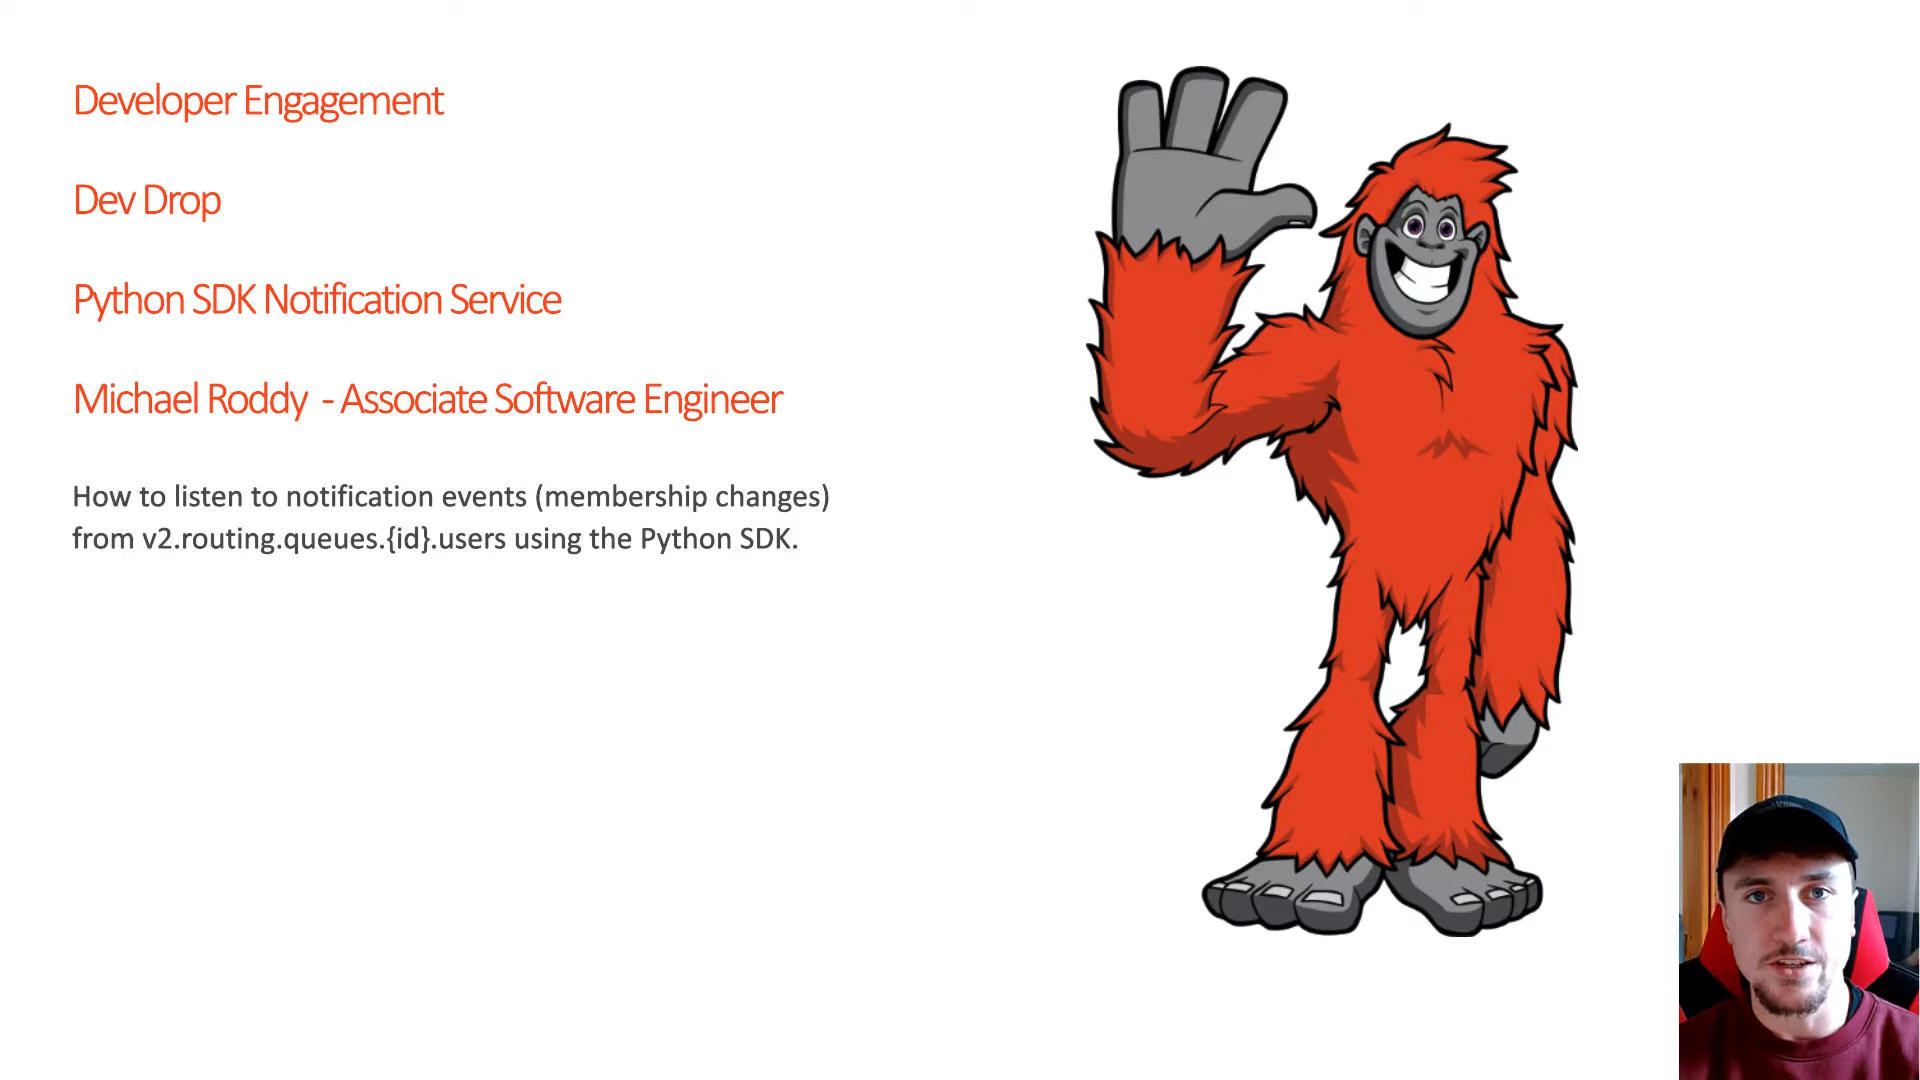 Developer Engagement
Dev Drop
Python SDK Notification Service
Michael Roddy - Associate Software Engineer
How to listen to notification events (membership changes)
from v2.routing.queues.{id}.users using the Python SDK.